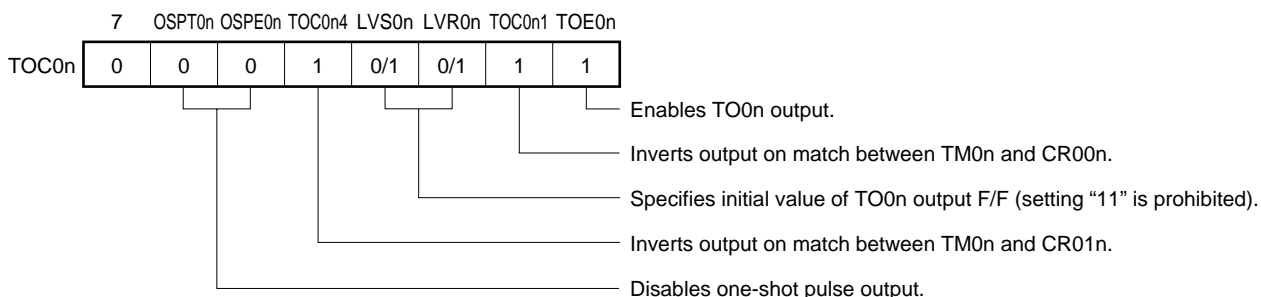 7 OSPT0n OSPE0n TOC0n4 LVS0n LVR0n TOC0n1 TOE0n
TOC0n 0 0 0 1 0/1 0/1 1 1
Enables TO0n output.
Inverts output on match between TM0n and CR00n.
Specifies initial value of TO0n output F/F (setting “11” is prohibited).
Inverts output on match between TM0n and CR01n.
Disables one-shot pulse output.